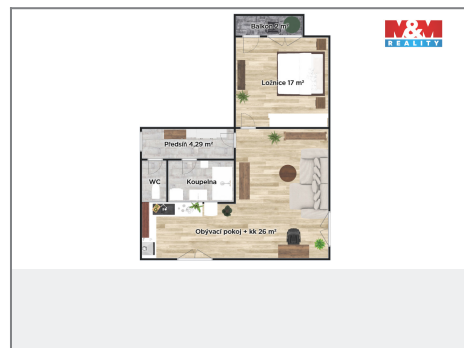 M&M
REALITY
Balkon 2 m²
Ložnice 17 m²
Předsíň 4,29 m²
WC
Koupelna
Obývací pokoj + kk 26 m²